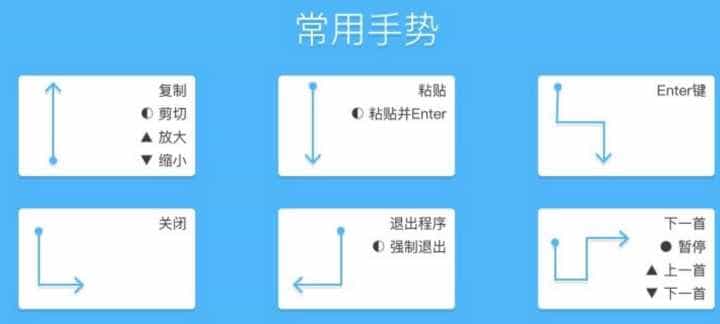 常用手势
复制
◐ 剪切
▲ 放大
▼ 缩小
粘贴
◐ 粘贴并Enter
Enter键
关闭
退出程序
◐ 强制退出
下一首
● 暂停
▲ 上一首
▼ 下一首